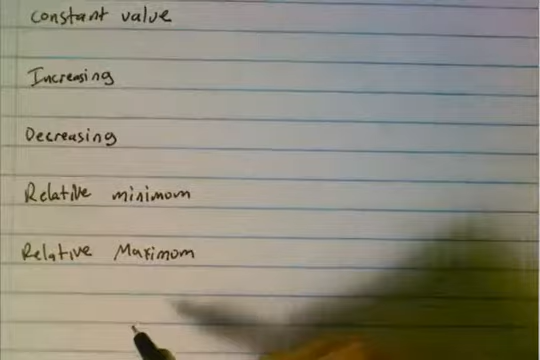 constant value
Increasing
Decreasing
Relative minimom
Relative Maximom